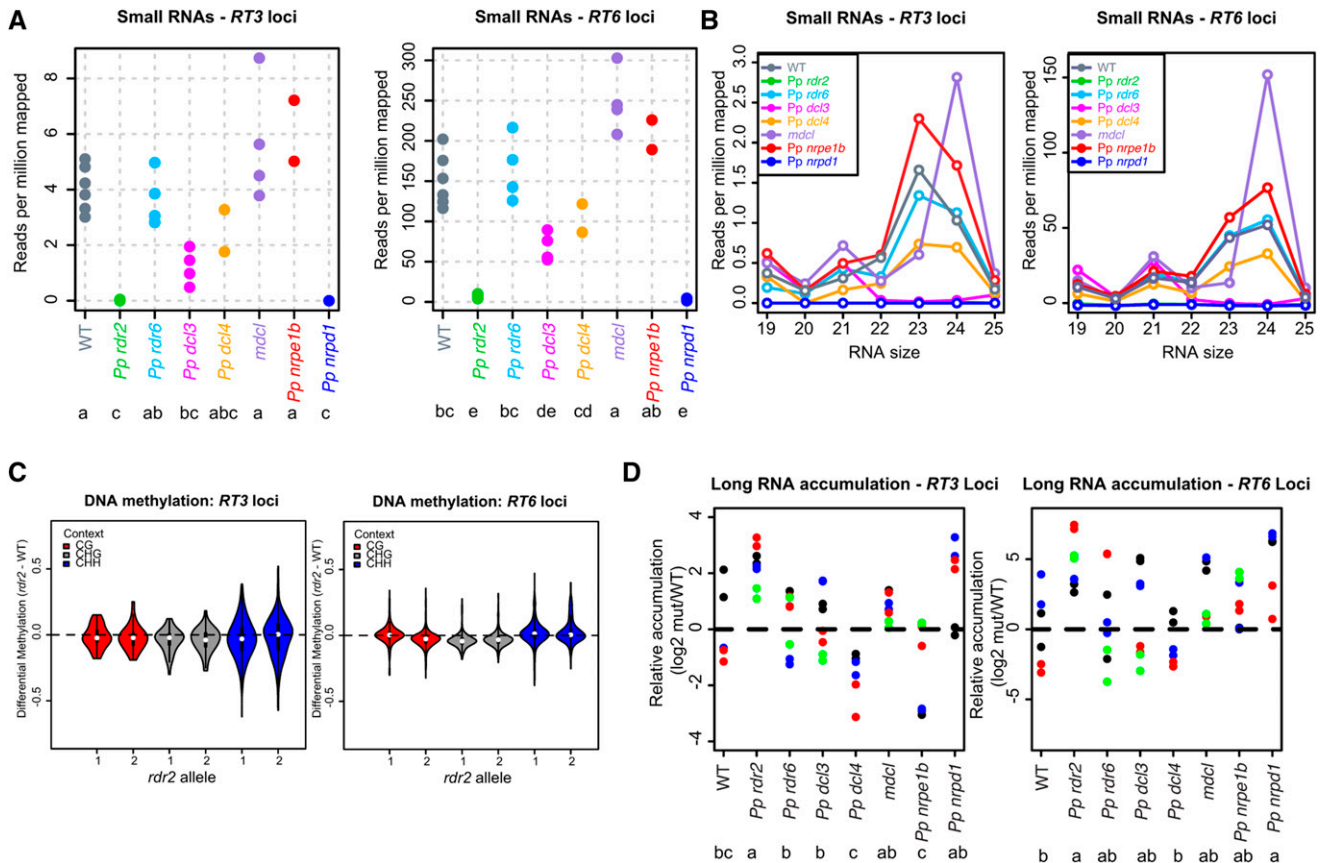 A
Small RNAs - RT3 loci
Reads per million mapped
8
6
4
2
0
WT
Pp rdr2
Pp rdr6
Pp dcl3
Pp dcl4
mdcl
Pp nrpe1b
Pp nrpd1
a c ab bc abc a a c
Small RNAs - RT6 loci
Reads per million mapped
300
250
200
150
100
50
0
WT
Pp rdr2
Pp rdr6
Pp dcl3
Pp dcl4
mdcl
Pp nrpe1b
Pp nrpd1
bc e bc de cd a ab e
B
Small RNAs - RT3 loci
Reads per million mapped
3.0
2.5
2.0
1.5
1.0
0.5
0.0
WT
Pp rdr2
Pp rdr6
Pp dcl3
Pp dcl4
mdcl
Pp nrpe1b
Pp nrpd1
19 20 21 22 23 24 25
RNA size
Small RNAs - RT6 loci
Reads per million mapped
150
100
50
0
WT
Pp rdr2
Pp rdr6
Pp dcl3
Pp dcl4
mdcl
Pp nrpe1b
Pp nrpd1
19 20 21 22 23 24 25
RNA size
C
DNA methylation: RT3 loci
Differential Methylation (rdr2 - WT)
0.5
0.0
-0.5
Context
CG
CHG
CHH
1 2 1 2 1 2
rdr2 allele
DNA methylation: RT6 loci
Differential Methylation (rdr2 - WT)
0.5
0.0
-0.5
Context
CG
CHG
CHH
1 2 1 2 1 2
rdr2 allele
D
Long RNA accumulation - RT3 Loci
Relative accumulation
(log2 mut/WT)
4
2
0
-2
-4
WT
Pp rdr2
Pp rdr6
Pp dcl3
Pp dcl4
mdcl
Pp nrpe1b
Pp nrpd1
bc a b b c ab c ab
Long RNA accumulation - RT6 Loci
Relative accumulation
(log2 mut/WT)
5
0
-5
WT
Pp rdr2
Pp rdr6
Pp dcl3
Pp dcl4
mdcl
Pp nrpe1b
Pp nrpd1
b a ab ab b ab ab a